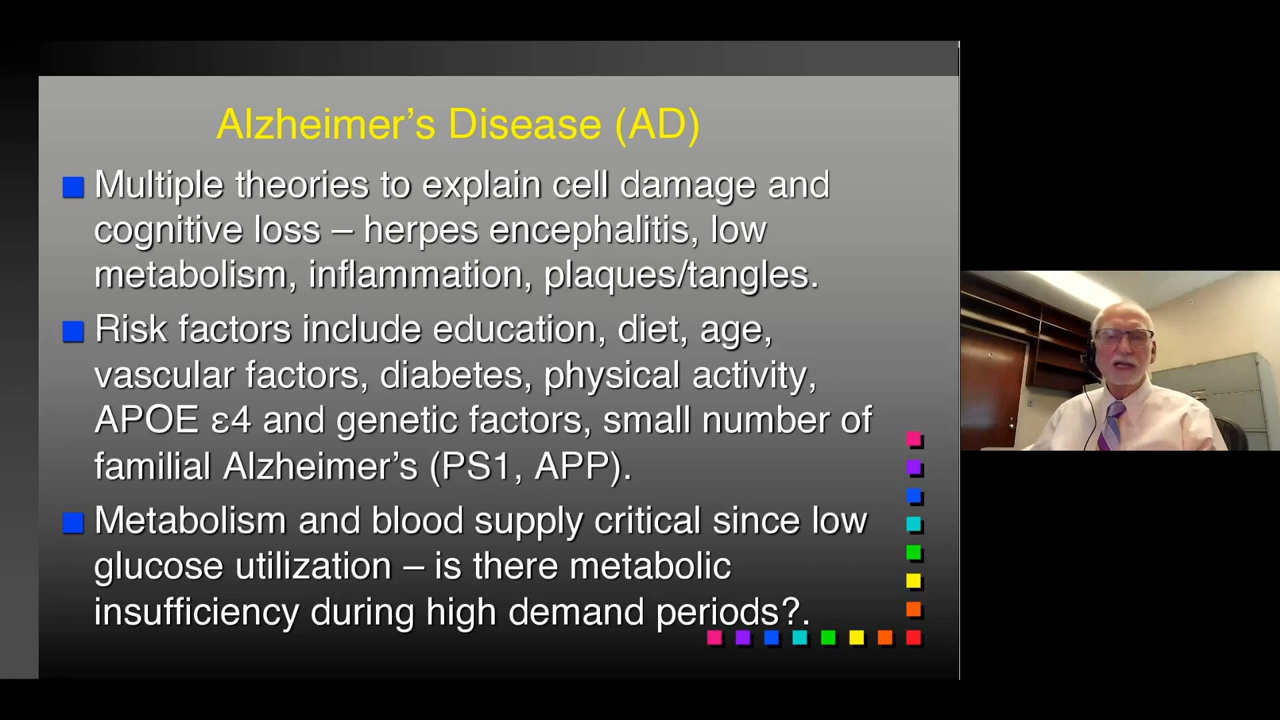 Alzheimer’s Disease (AD)
Multiple theories to explain cell damage and
cognitive loss – herpes encephalitis, low
metabolism, inflammation, plaques/tangles.
Risk factors include education, diet, age,
vascular factors, diabetes, physical activity,
APOE ε4 and genetic factors, small number of
familial Alzheimer’s (PS1, APP).
Metabolism and blood supply critical since low
glucose utilization – is there metabolic
insufficiency during high demand periods?.